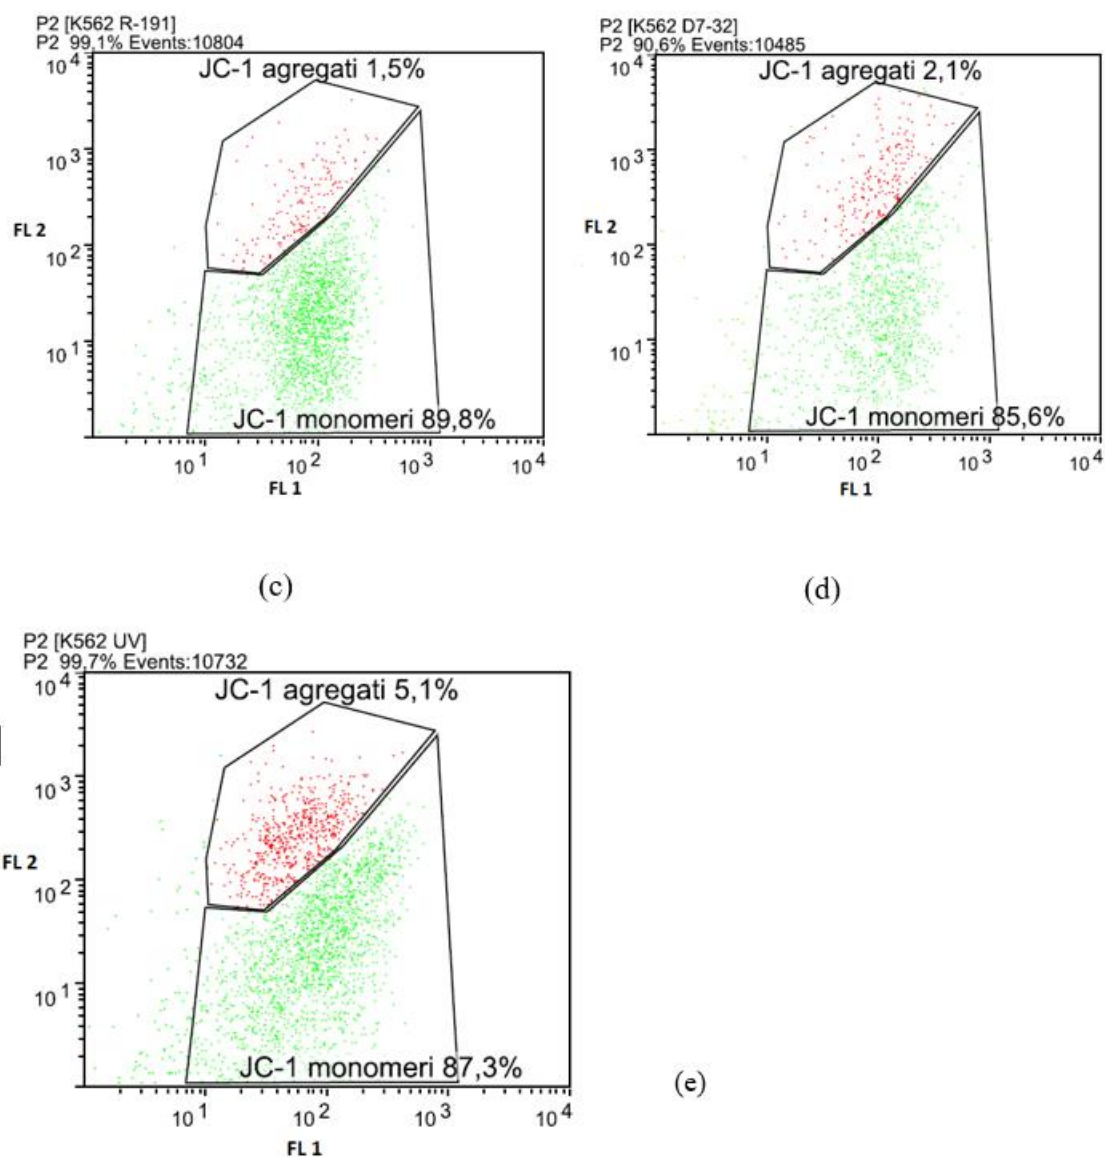 P2 [K562 R-191]
P2 99,1% Events:10804
10⁴
JC-1 agregati 1,5%
10³
FL 2
10²
10¹
JC-1 monomeri 89,8%
10¹ 10² 10³ 10⁴
FL 1
(c)
P2 [K562 D7-32]
P2 90,6% Events:10485
10⁴
JC-1 agregati 2,1%
10³
FL 2
10²
10¹
JC-1 monomeri 85,6%
10¹ 10² 10³ 10⁴
FL 1
(d)
P2 [K562 UV]
P2 99,7% Events:10732
10⁴
JC-1 agregati 5,1%
10³
FL 2
10²
10¹
JC-1 monomeri 87,3%
10¹ 10² 10³ 10⁴
FL 1
(e)